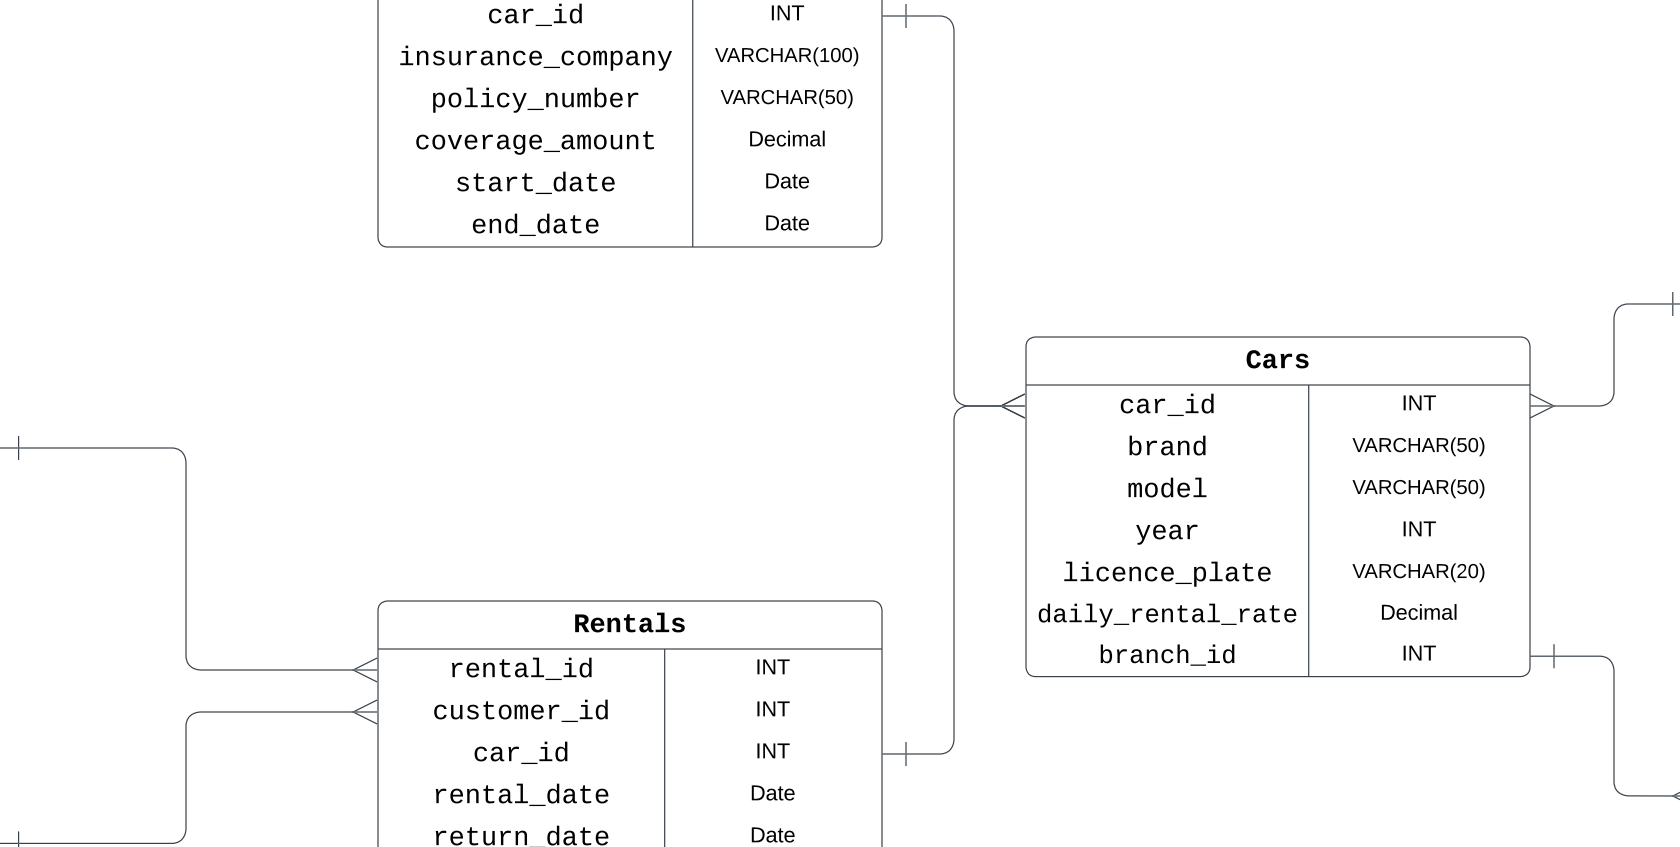 car_id INT
insurance_company VARCHAR(100)
policy_number VARCHAR(50)
coverage_amount Decimal
start_date Date
end_date Date
Cars
car_id INT
brand VARCHAR(50)
model VARCHAR(50)
year INT
licence_plate VARCHAR(20)
daily_rental_rate Decimal
branch_id INT
Rentals
rental_id INT
customer_id INT
car_id INT
rental_date Date
return_date Date